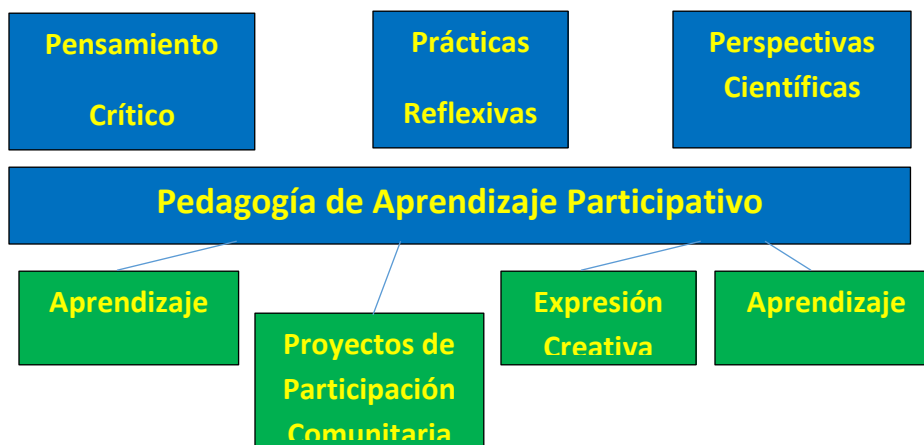 Pensamiento
Crítico
Prácticas
Reflexivas
Perspectivas
Científicas
Pedagogía de Aprendizaje Participativo
Aprendizaje
Proyectos de
Participación
Comunitaria
Expresión
Creativa
Aprendizaje